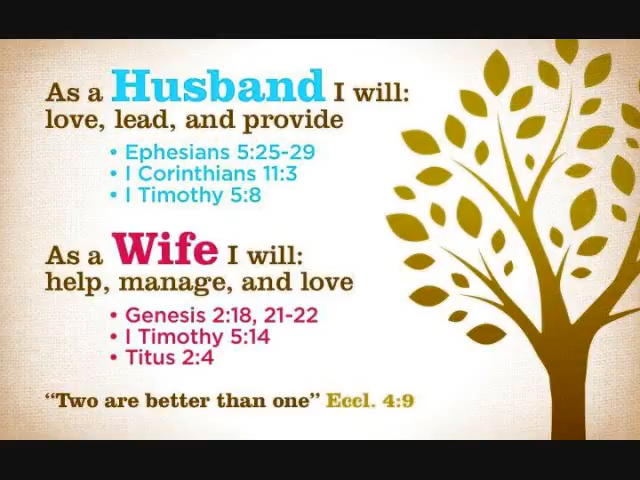 As a Husband I will:
love, lead, and provide
• Ephesians 5:25-29
• I Corinthians 11:3
• I Timothy 5:8
As a Wife I will:
help, manage, and love
• Genesis 2:18, 21-22
• I Timothy 5:14
• Titus 2:4
“Two are better than one” Eccl. 4:9